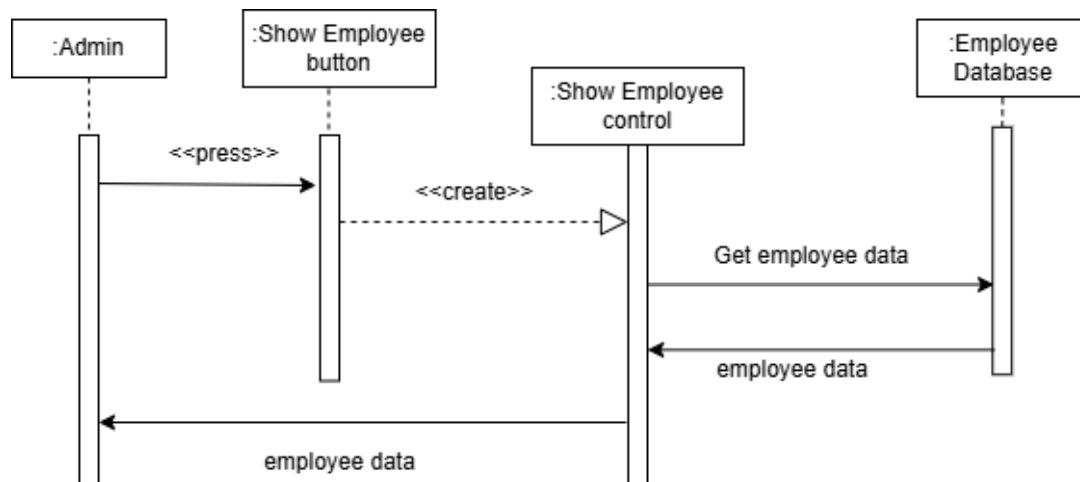 :Admin
:Show Employee
button
:Show Employee
control
:Employee
Database
<<press>>
<<create>>
Get employee data
employee data
employee data